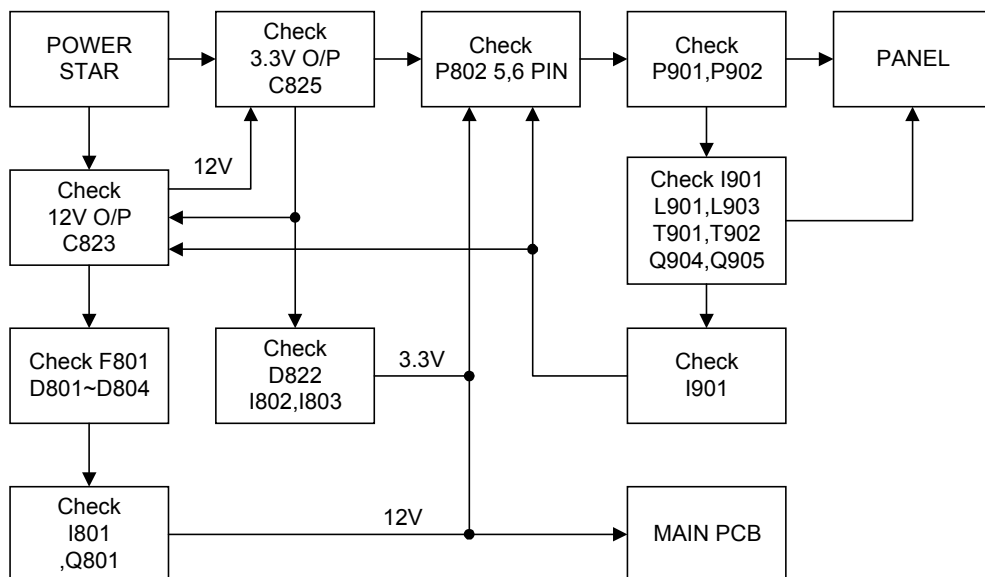 POWER
STAR
Check
3.3V O/P
C825
Check
P802 5,6 PIN
Check
P901,P902
PANEL
12V
Check
12V O/P
C823
Check I901
L901,L903
T901,T902
Q904,Q905
Check F801
D801~D804
Check
D822
I802,I803
3.3V
Check
I901
Check
I801
,Q801
12V
MAIN PCB